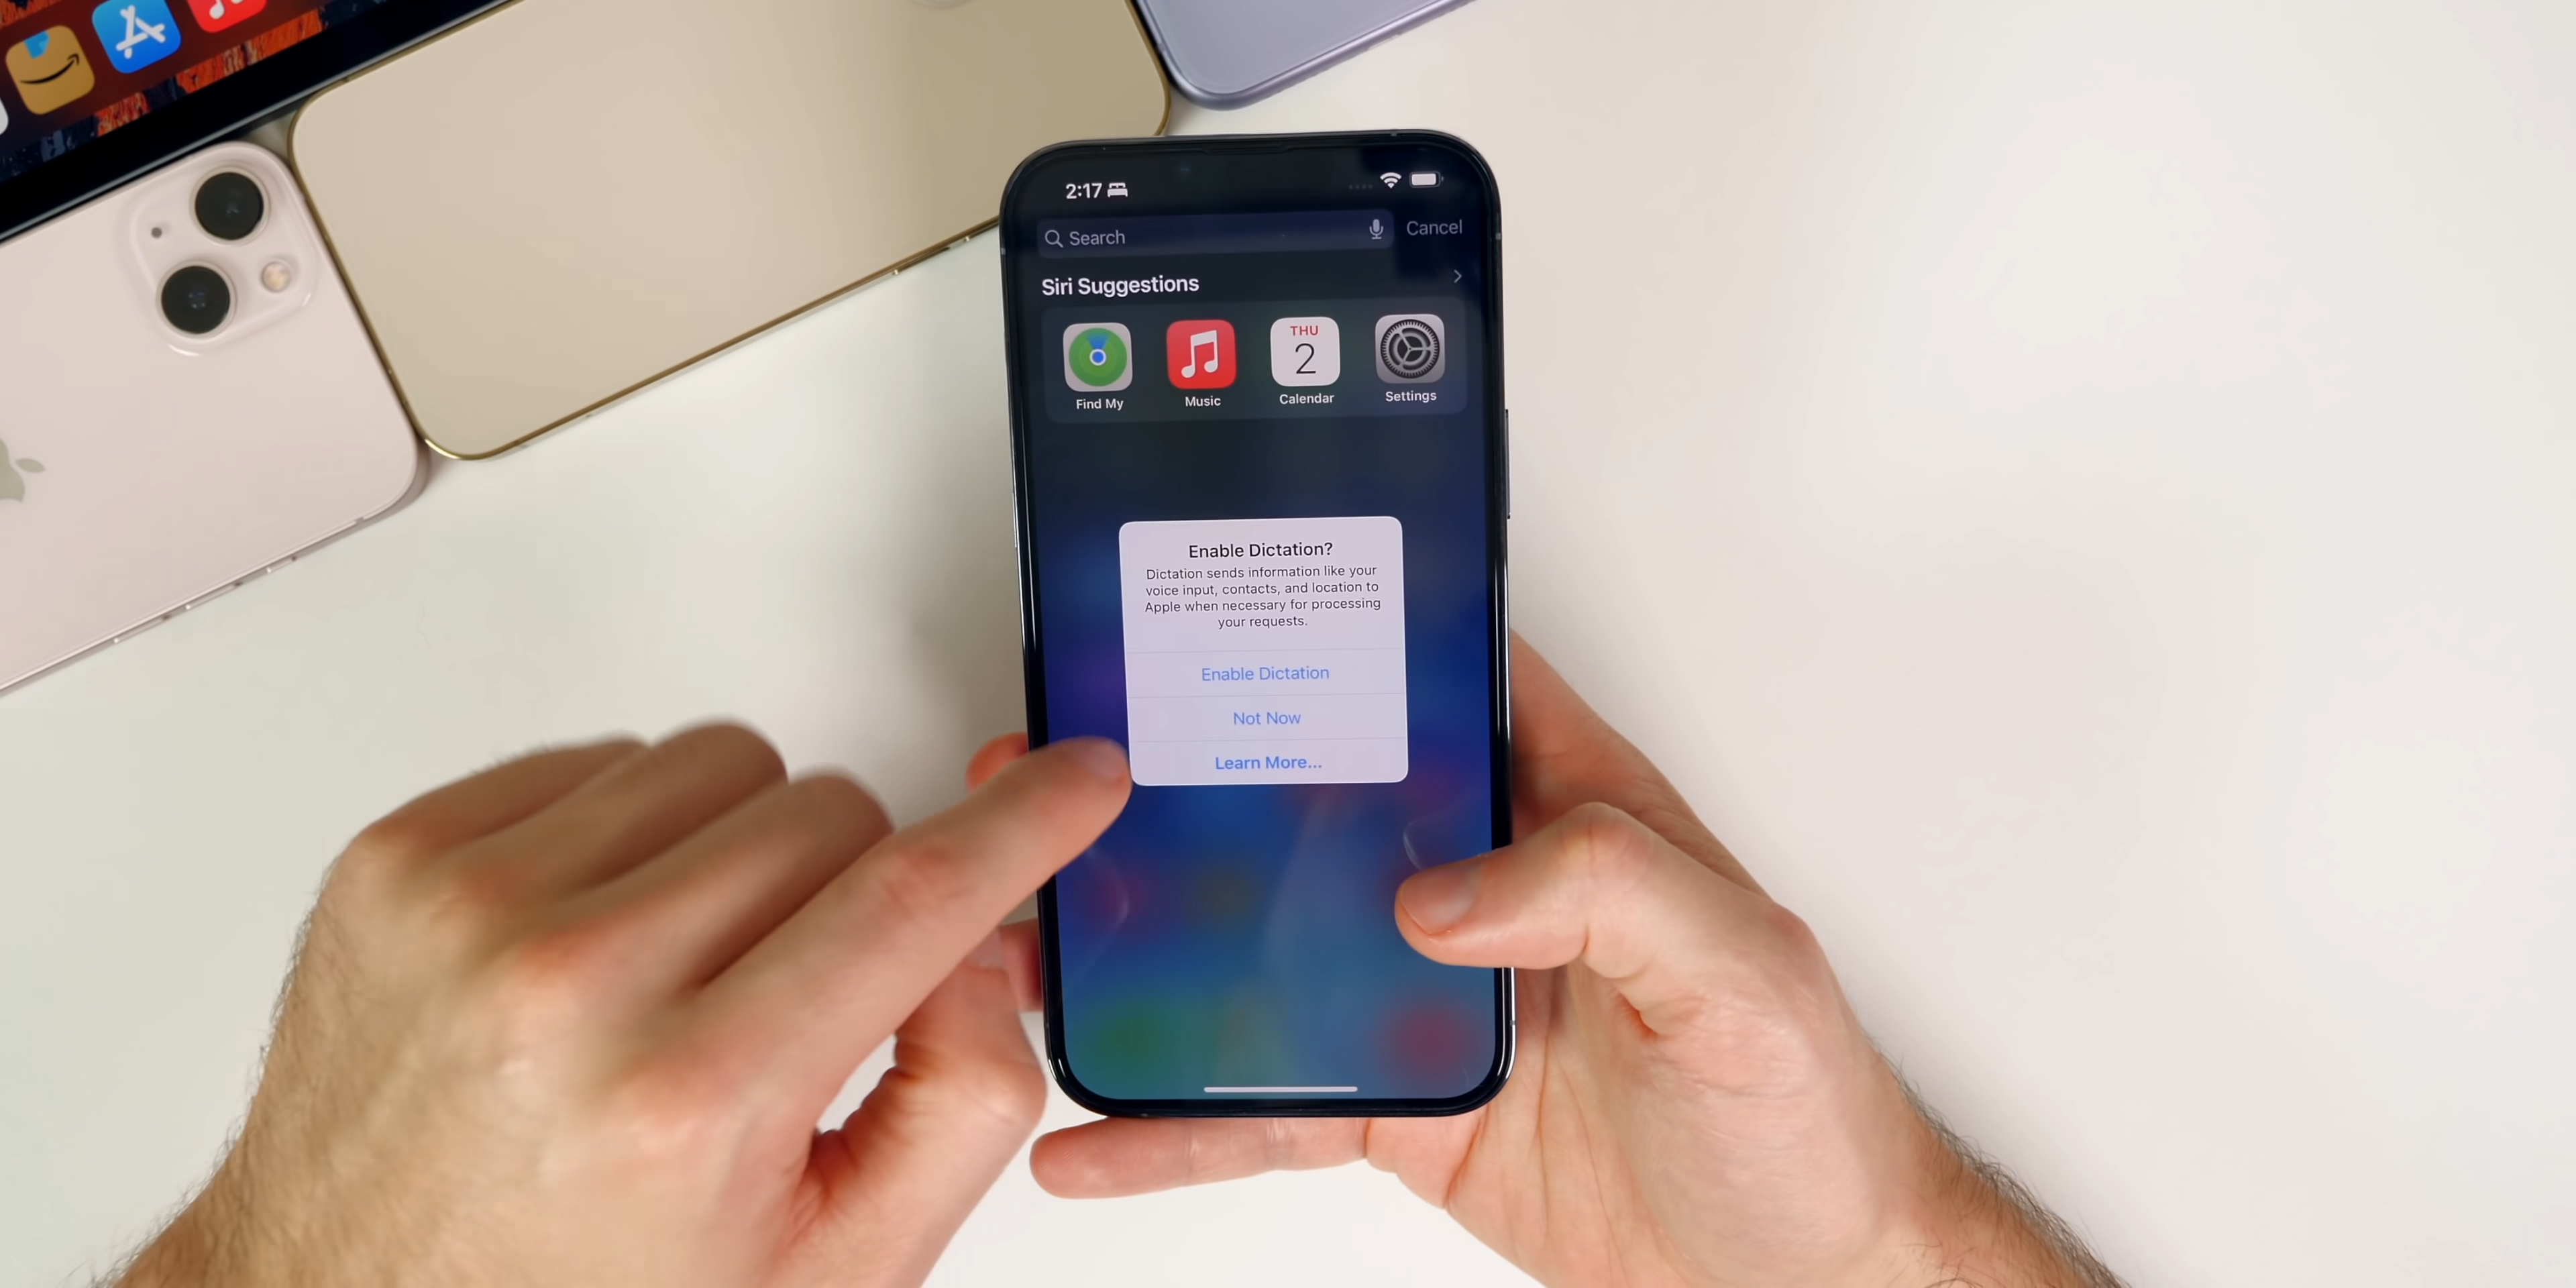 2:17
Search
Cancel
Siri Suggestions
THU
2
Find My
Music
Calendar
Settings
Enable Dictation?
Dictation sends information like your
voice input, contacts, and location to
Apple when necessary for processing
your requests.
Enable Dictation
Not Now
Learn More...